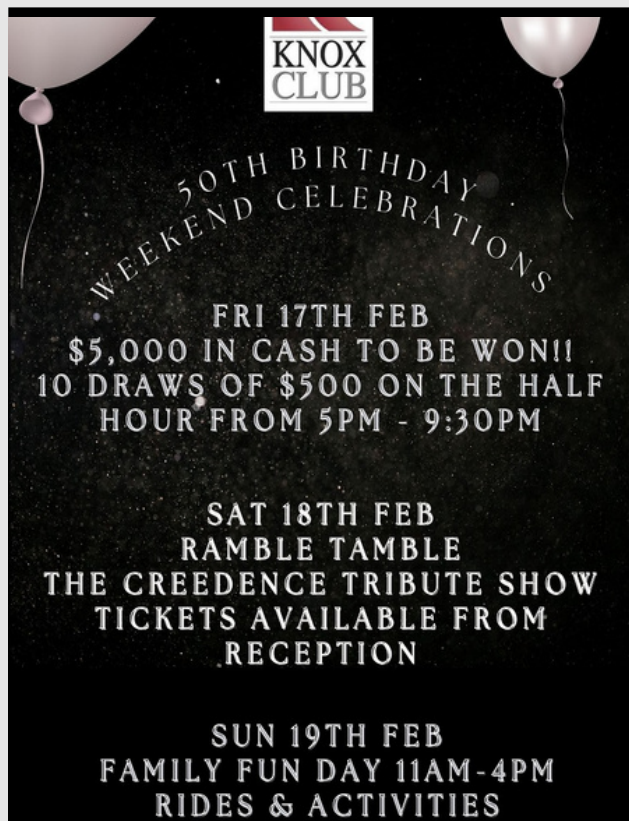 KNOX
CLUB
50TH BIRTHDAY
WEEKEND CELEBRATIONS
FRI 17TH FEB
$5,000 IN CASH TO BE WON!!
10 DRAWS OF $500 ON THE HALF
HOUR FROM 5PM - 9:30PM
SAT 18TH FEB
RAMBLE TAMBLE
THE CREEDENCE TRIBUTE SHOW
TICKETS AVAILABLE FROM
RECEPTION
SUN 19TH FEB
FAMILY FUN DAY 11AM-4PM
RIDES & ACTIVITIES